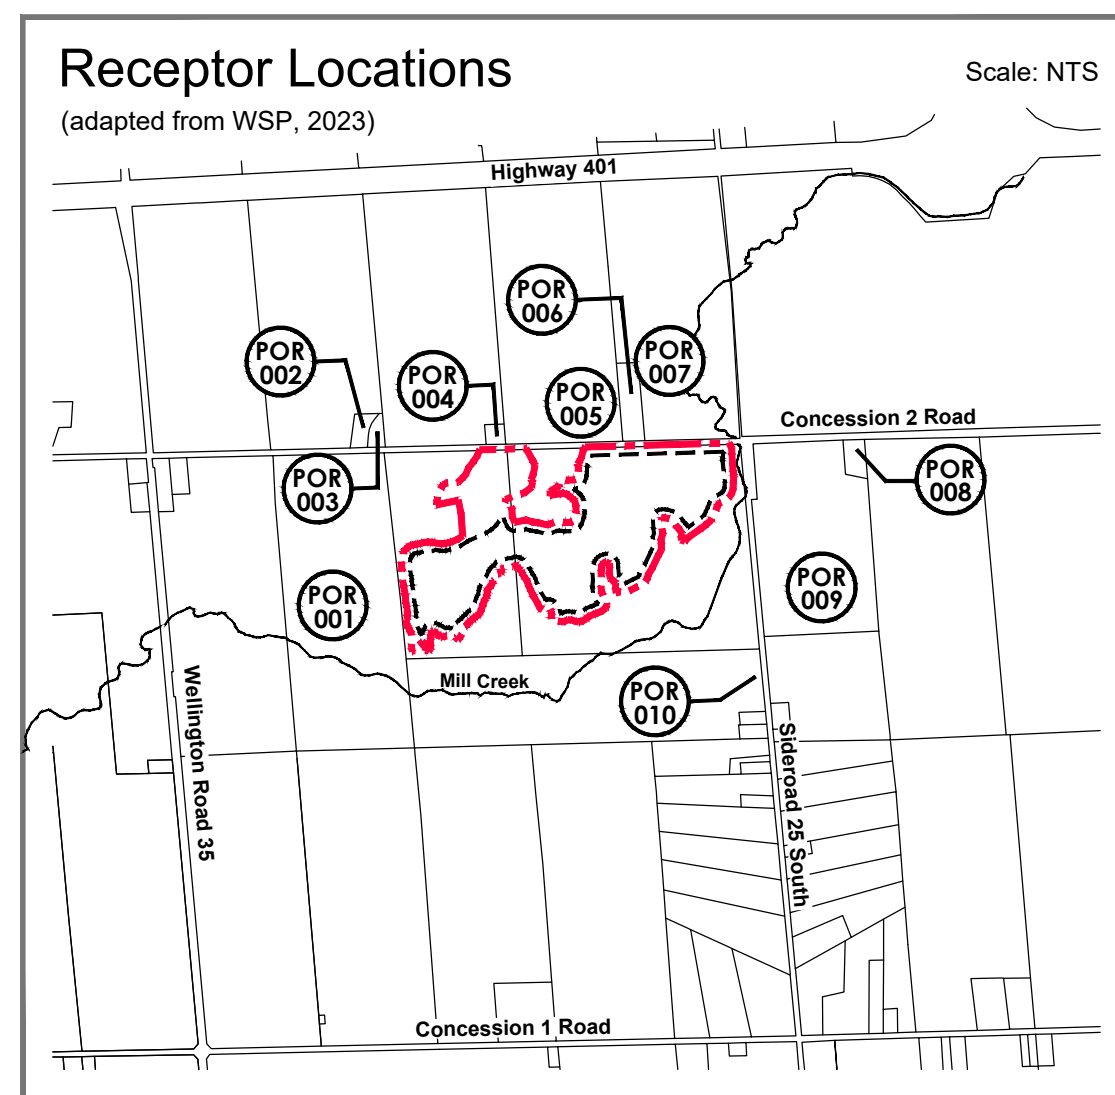 Receptor Locations
Scale: NTS
(adapted from WSP, 2023)
Highway 401
POR
006
POR
002
POR
004
POR
005
POR
007
Concession 2 Road
POR
003
POR
008
POR
001
POR
009
Mill Creek
POR
010
Wellington Road 35
Sideroad 25 South
Concession 1 Road